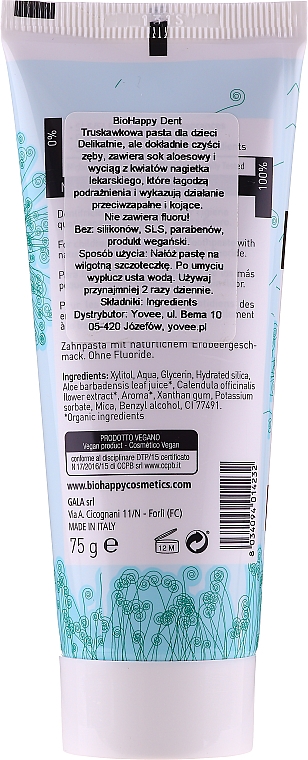 0%
100%
BioHappy Dent
Truskawkowa pasta dla dzieci
Delikatnie, ale dokładnie czyści
zęby, zawiera sok aloesowy i
wyciąg z kwiatów nagietka
lekarskiego, które łagodzą
podrażnienia i wykazują działanie
przeciwzapalne i kojące.
Nie zawiera fluoru!
Bez: silikonów, SLS, parabenów,
produkt wegański.
Sposób użycia: Nałóż pastę na
wilgotną szczoteczkę. Po umyciu
wypłucz usta wodą. Używaj
przynajmniej 2 razy dziennie.
Składniki: Ingredients
Dystrybutor: Yovee, ul. Bema 10
05-420 Józefów, yovee.pl
Zahnpasta mit natürlichem Erdbeergesch-
mack. Ohne Fluoride.
Ingredients: Xylitol, Aqua, Glycerin, Hydrated silica,
Aloe barbadensis leaf juice*, Calendula officinalis
flower extract*, Aroma*, Xanthan gum, Potassium
sorbate, Mica, Benzyl alcohol, CI 77491.
*Organic ingredients
PRODOTTO VEGANO
Vegan product - Cosmético Vegan
conforme al disciplinare DTP/15 certificato
N.17/2016/15 di CCPB srl www.ccpb.it
www.biohappycosmetics.com
GALA srl
Via A. Cicognani 11/N - Forlì (FC)
MADE IN ITALY
75 g e
12 M
8 034094 014232